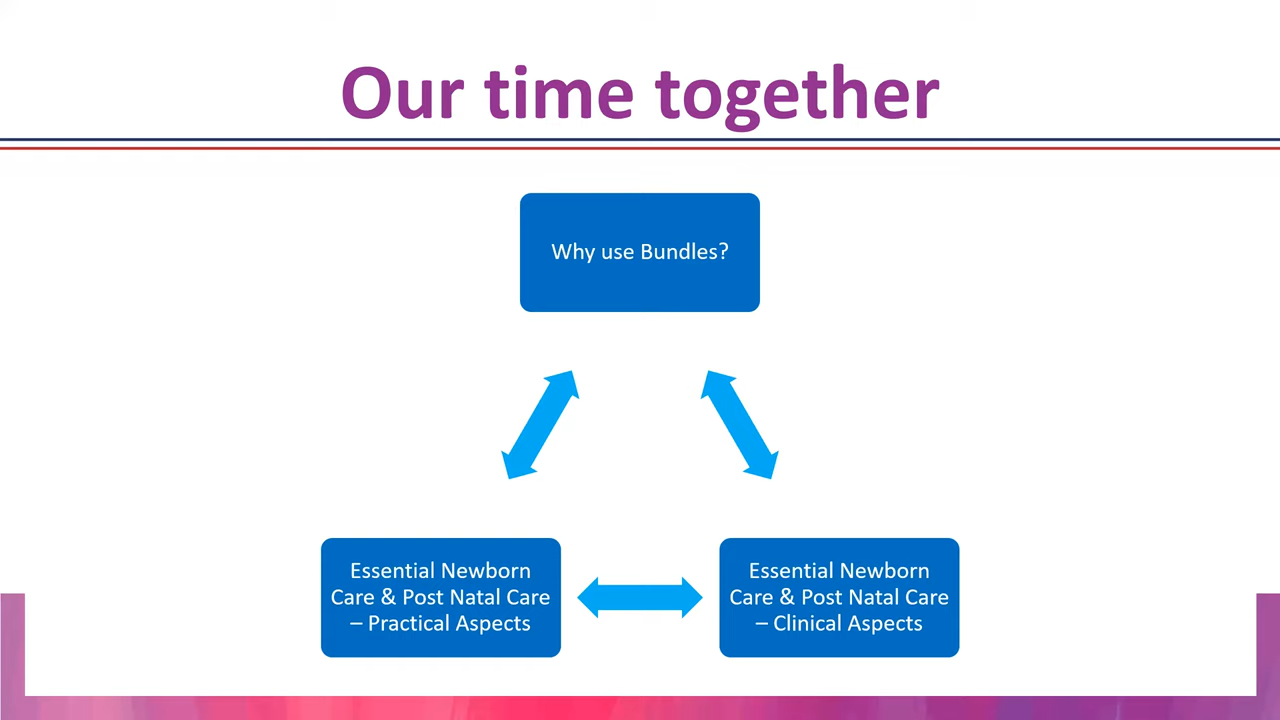 Our time together
Why use Bundles?
Essential Newborn
Care & Post Natal Care
– Practical Aspects
Essential Newborn
Care & Post Natal Care
– Clinical Aspects